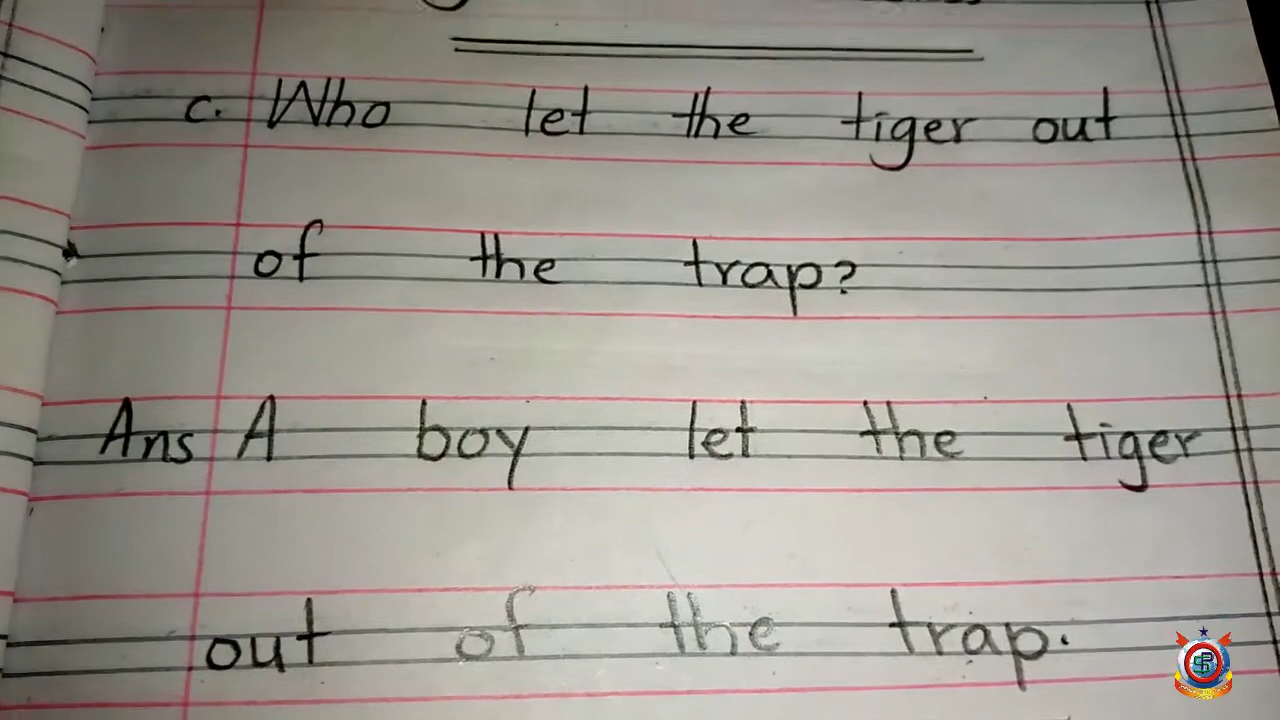 c. Who let the tiger out
of the trap?
Ans A boy let the tiger
out of the trap.